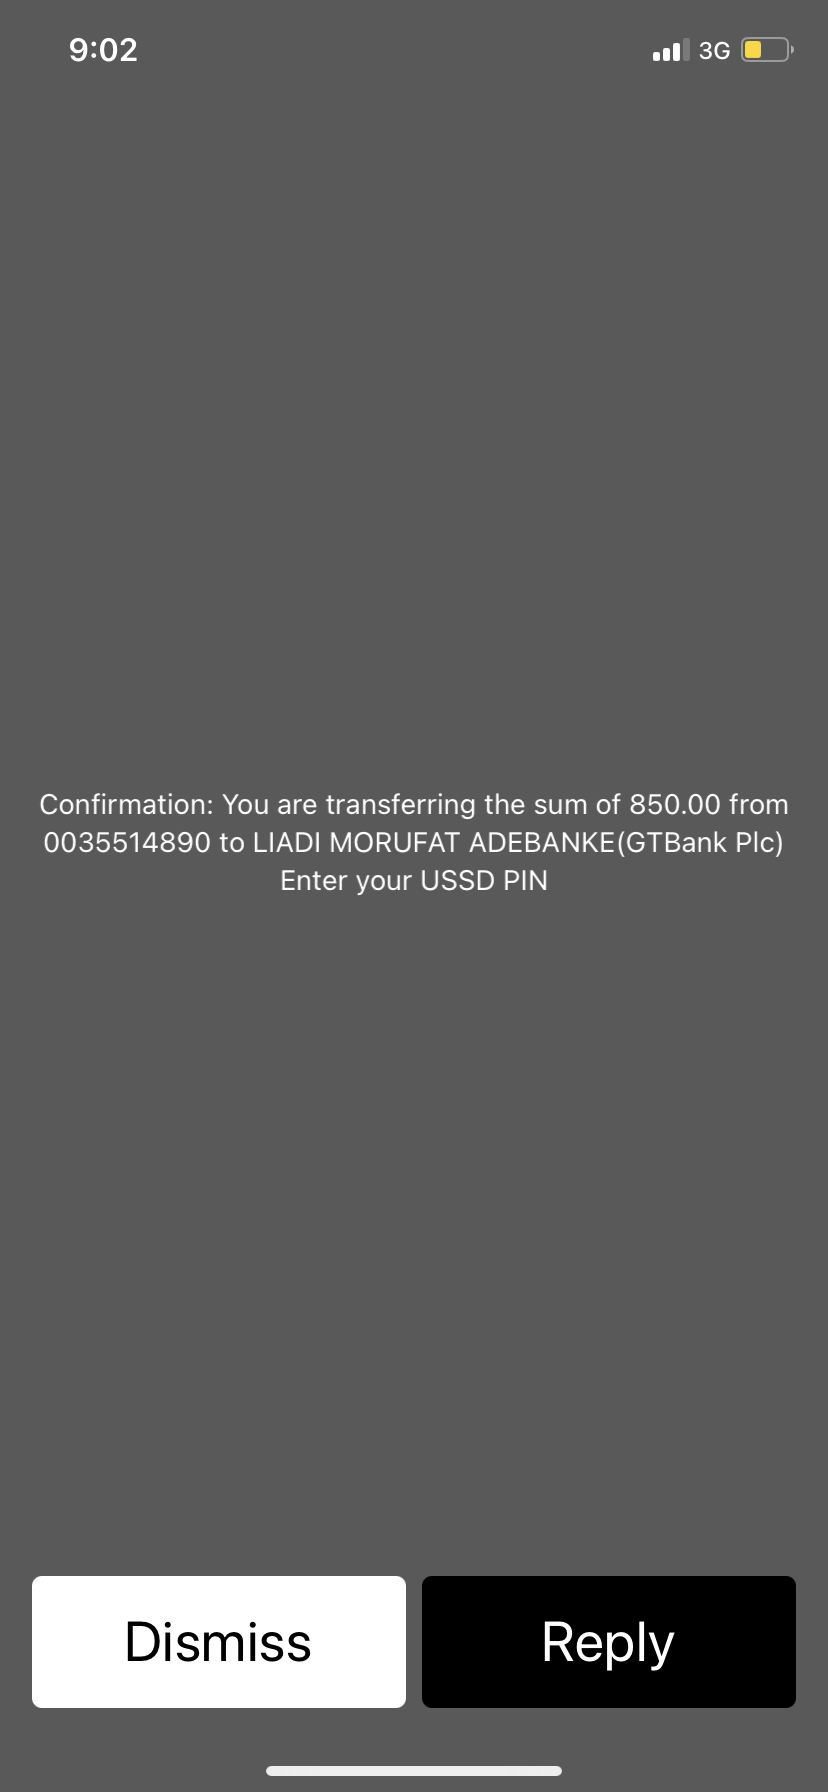 9:02
3G
Confirmation: You are transferring the sum of 850.00 from
0035514890 to LIADI MORUFAT ADEBANKE(GTBank Plc)
Enter your USSD PIN
Dismiss
Reply